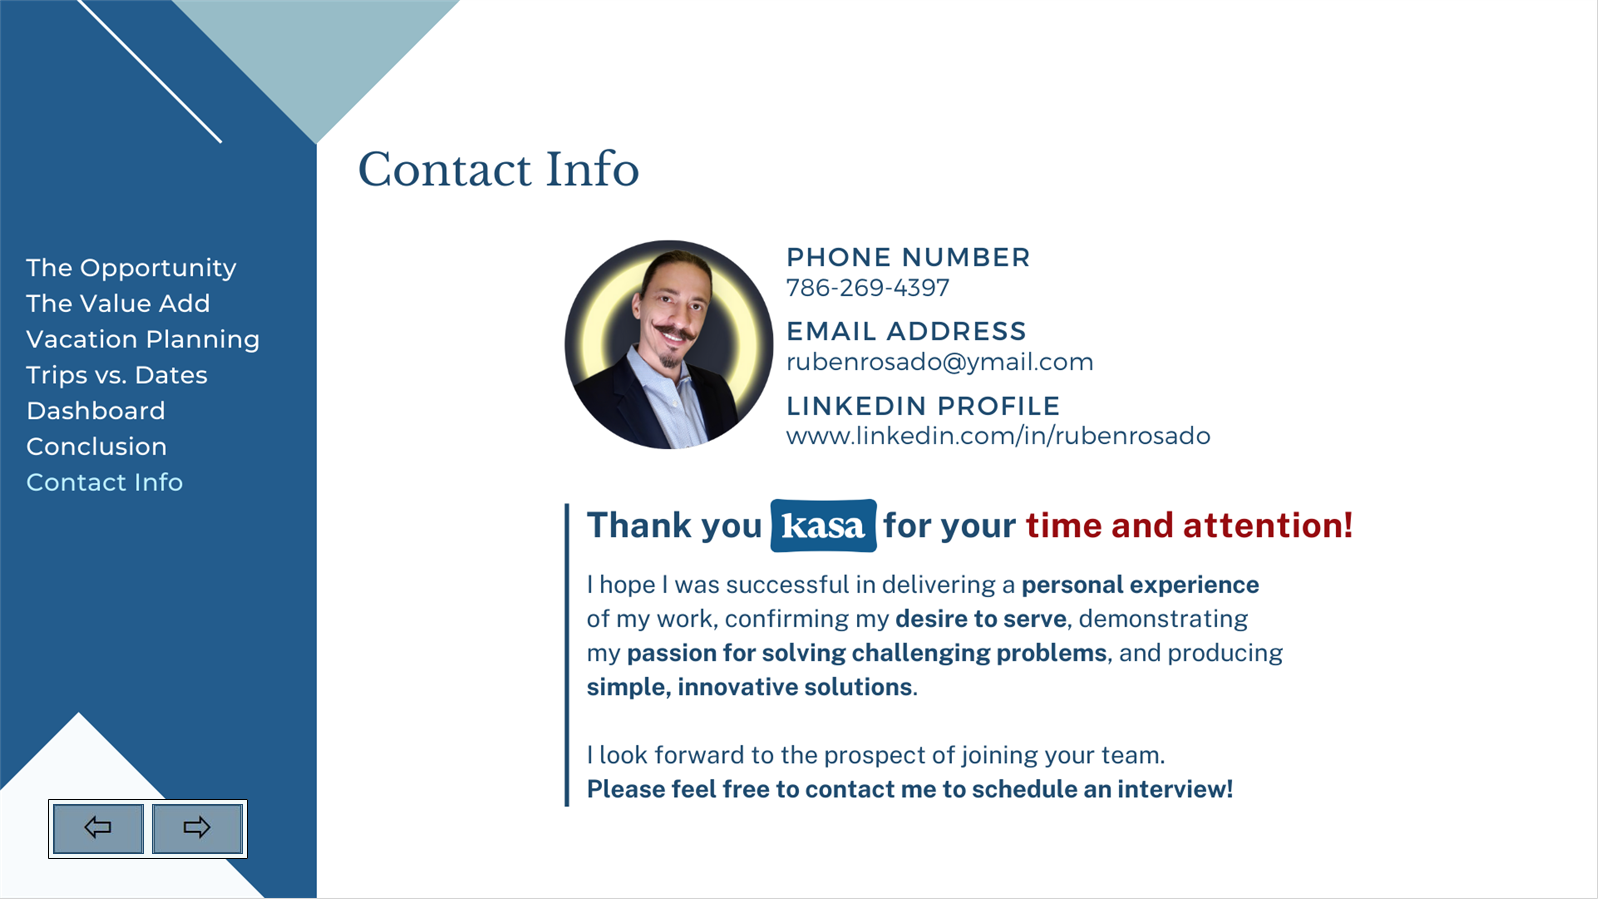 Contact Info
The Opportunity
The Value Add
Vacation Planning
Trips vs. Dates
Dashboard
Conclusion
Contact Info
PHONE NUMBER
786-269-4397
EMAIL ADDRESS
rubenrosado@ymail.com
LINKEDIN PROFILE
www.linkedin.com/in/rubenrosado
Thank you kasa for your time and attention!
I hope I was successful in delivering a personal experience
of my work, confirming my desire to serve, demonstrating
my passion for solving challenging problems, and producing
simple, innovative solutions.
I look forward to the prospect of joining your team.
Please feel free to contact me to schedule an interview!